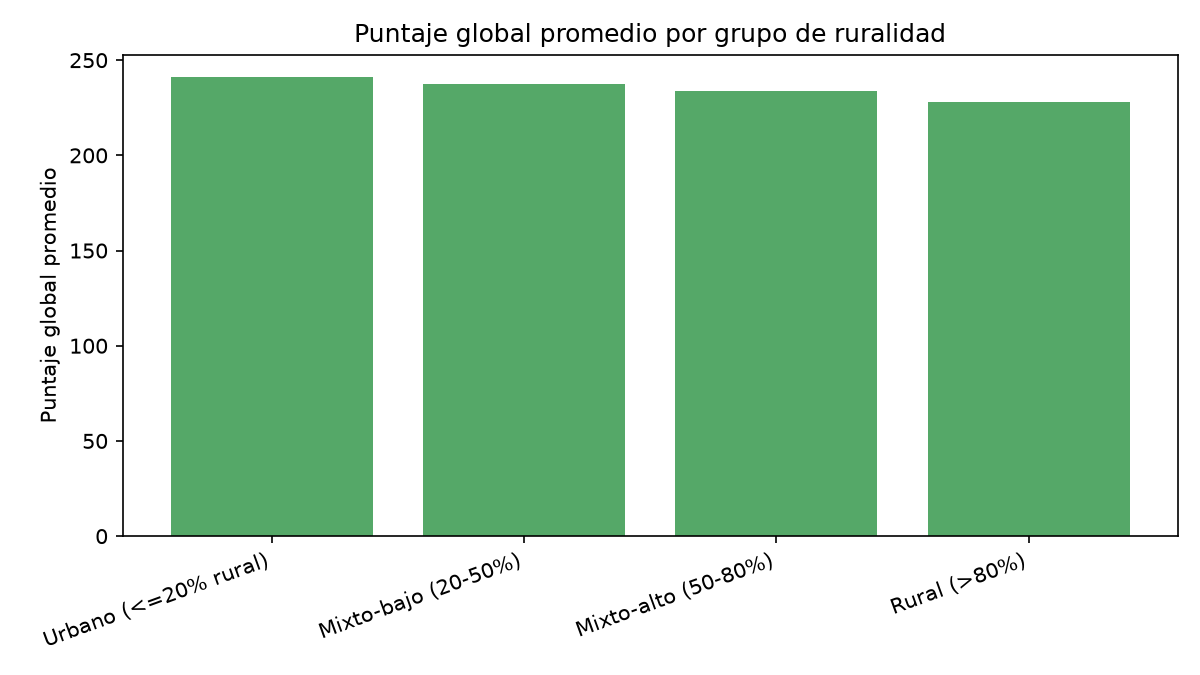 Puntaje global promedio por grupo de ruralidad
Puntaje global promedio
250
200
150
100
50
0
Urbano (<=20% rural)
Mixto-bajo (20-50%)
Mixto-alto (50-80%)
Rural (>80%)